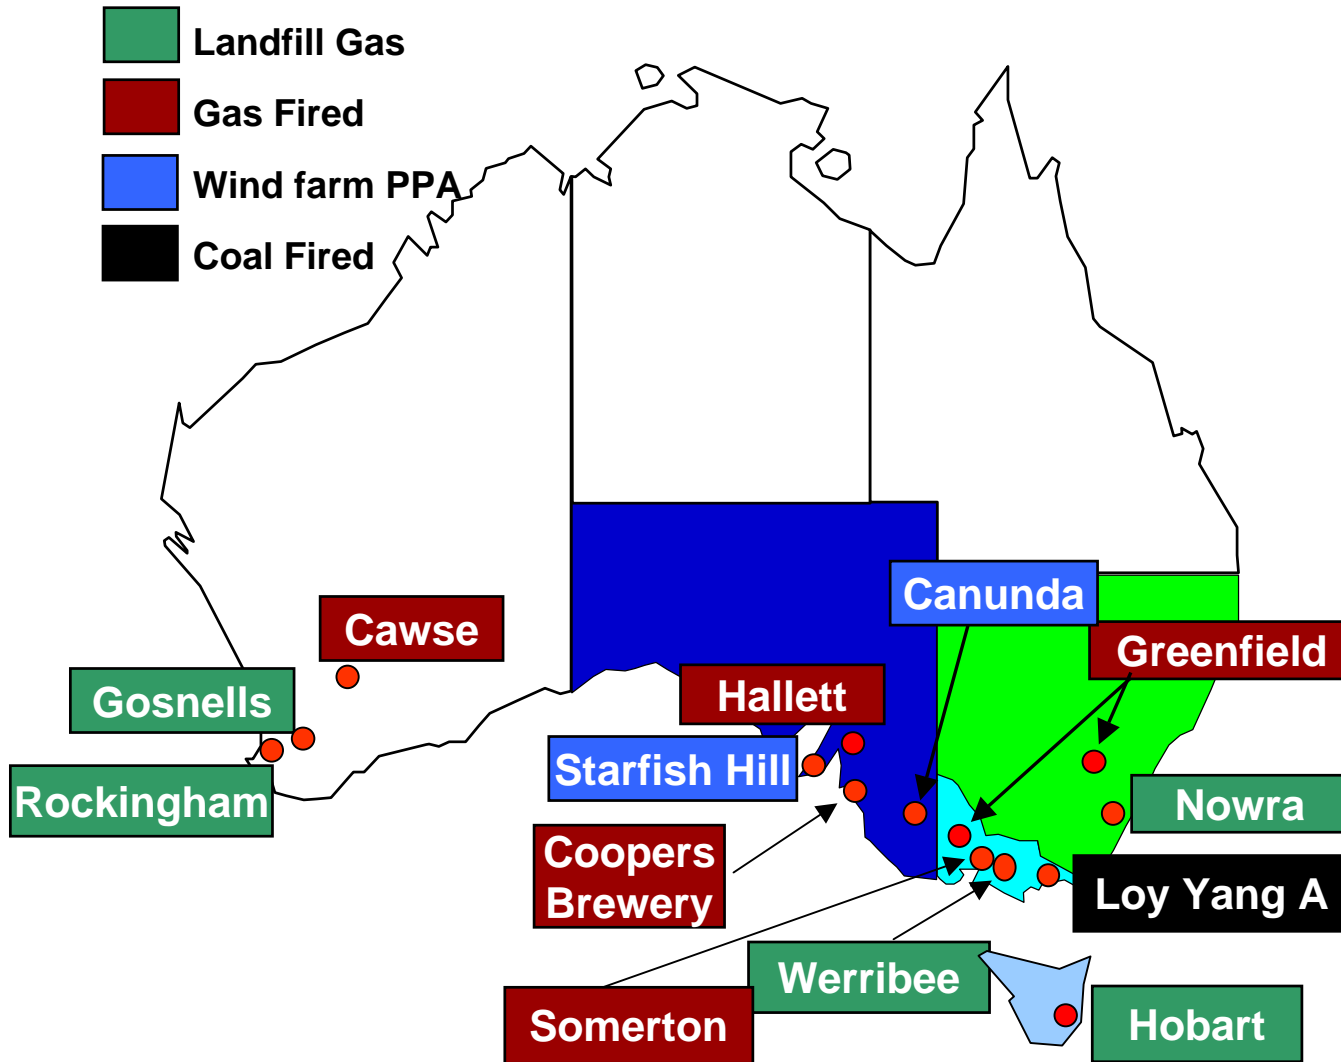 Landfill Gas
Gas Fired
Wind farm PPA
Coal Fired
Canunda
Cawse
Greenfield
Gosnells
Hallett
Starfish Hill
Rockingham
Nowra
Coopers
Brewery
Loy Yang A
Werribee
Somerton
Hobart